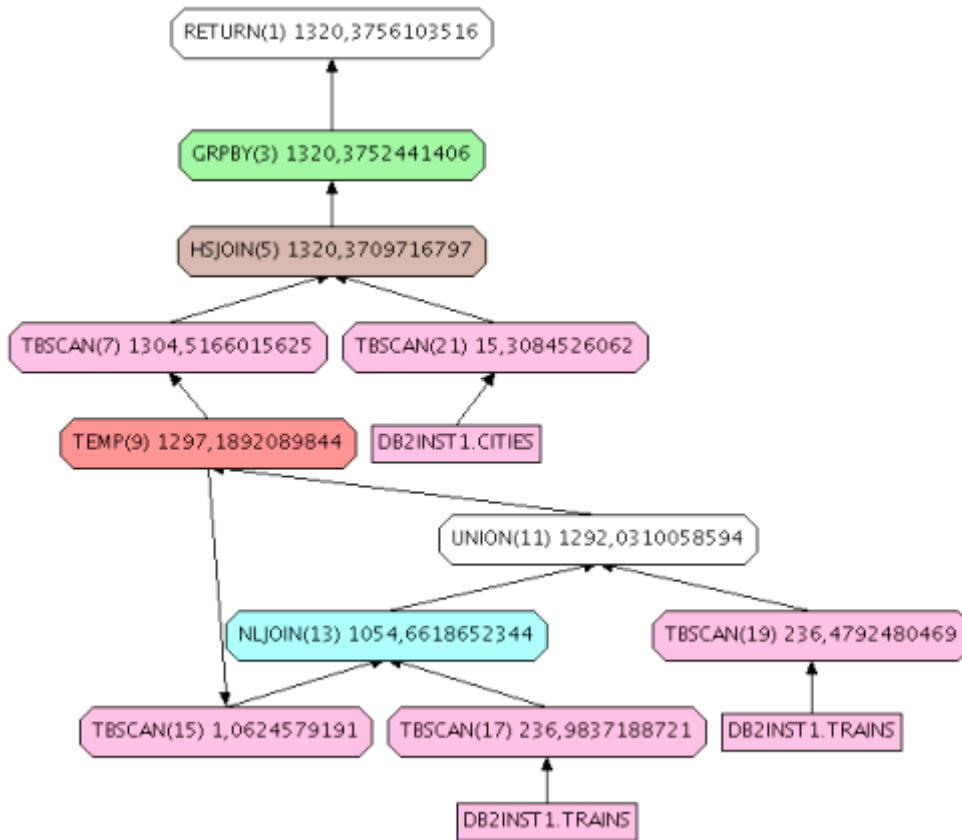 RETURN(1) 1320,3756103516
GRPBY(3) 1320,3752441406
HSJOIN(5) 1320,3709716797
TBSCAN(7) 1304,5166015625
TBSCAN(21) 15,3084526062
TEMP(9) 1297,1892089844
DB2INST1.CITIES
UNION(11) 1292,0310058594
NLJOIN(13) 1054,6618652344
TBSCAN(19) 236,4792480469
TBSCAN(15) 1,0624579191
TBSCAN(17) 236,9837188721
DB2INST1.TRAINS
DB2INST1.TRAINS